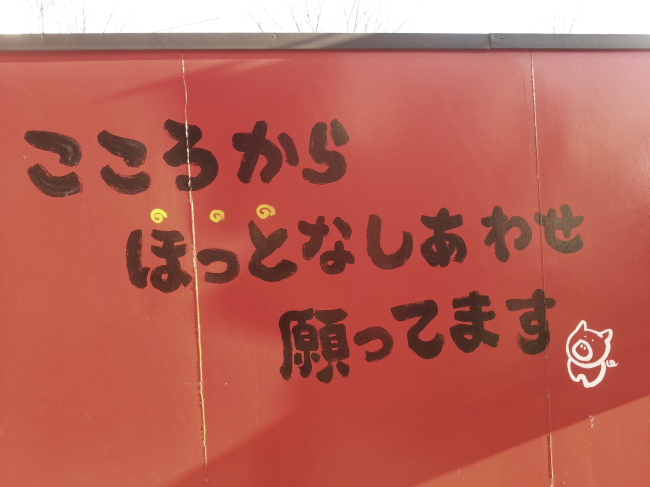 こころから
ほっとなしあわせ
願ってます